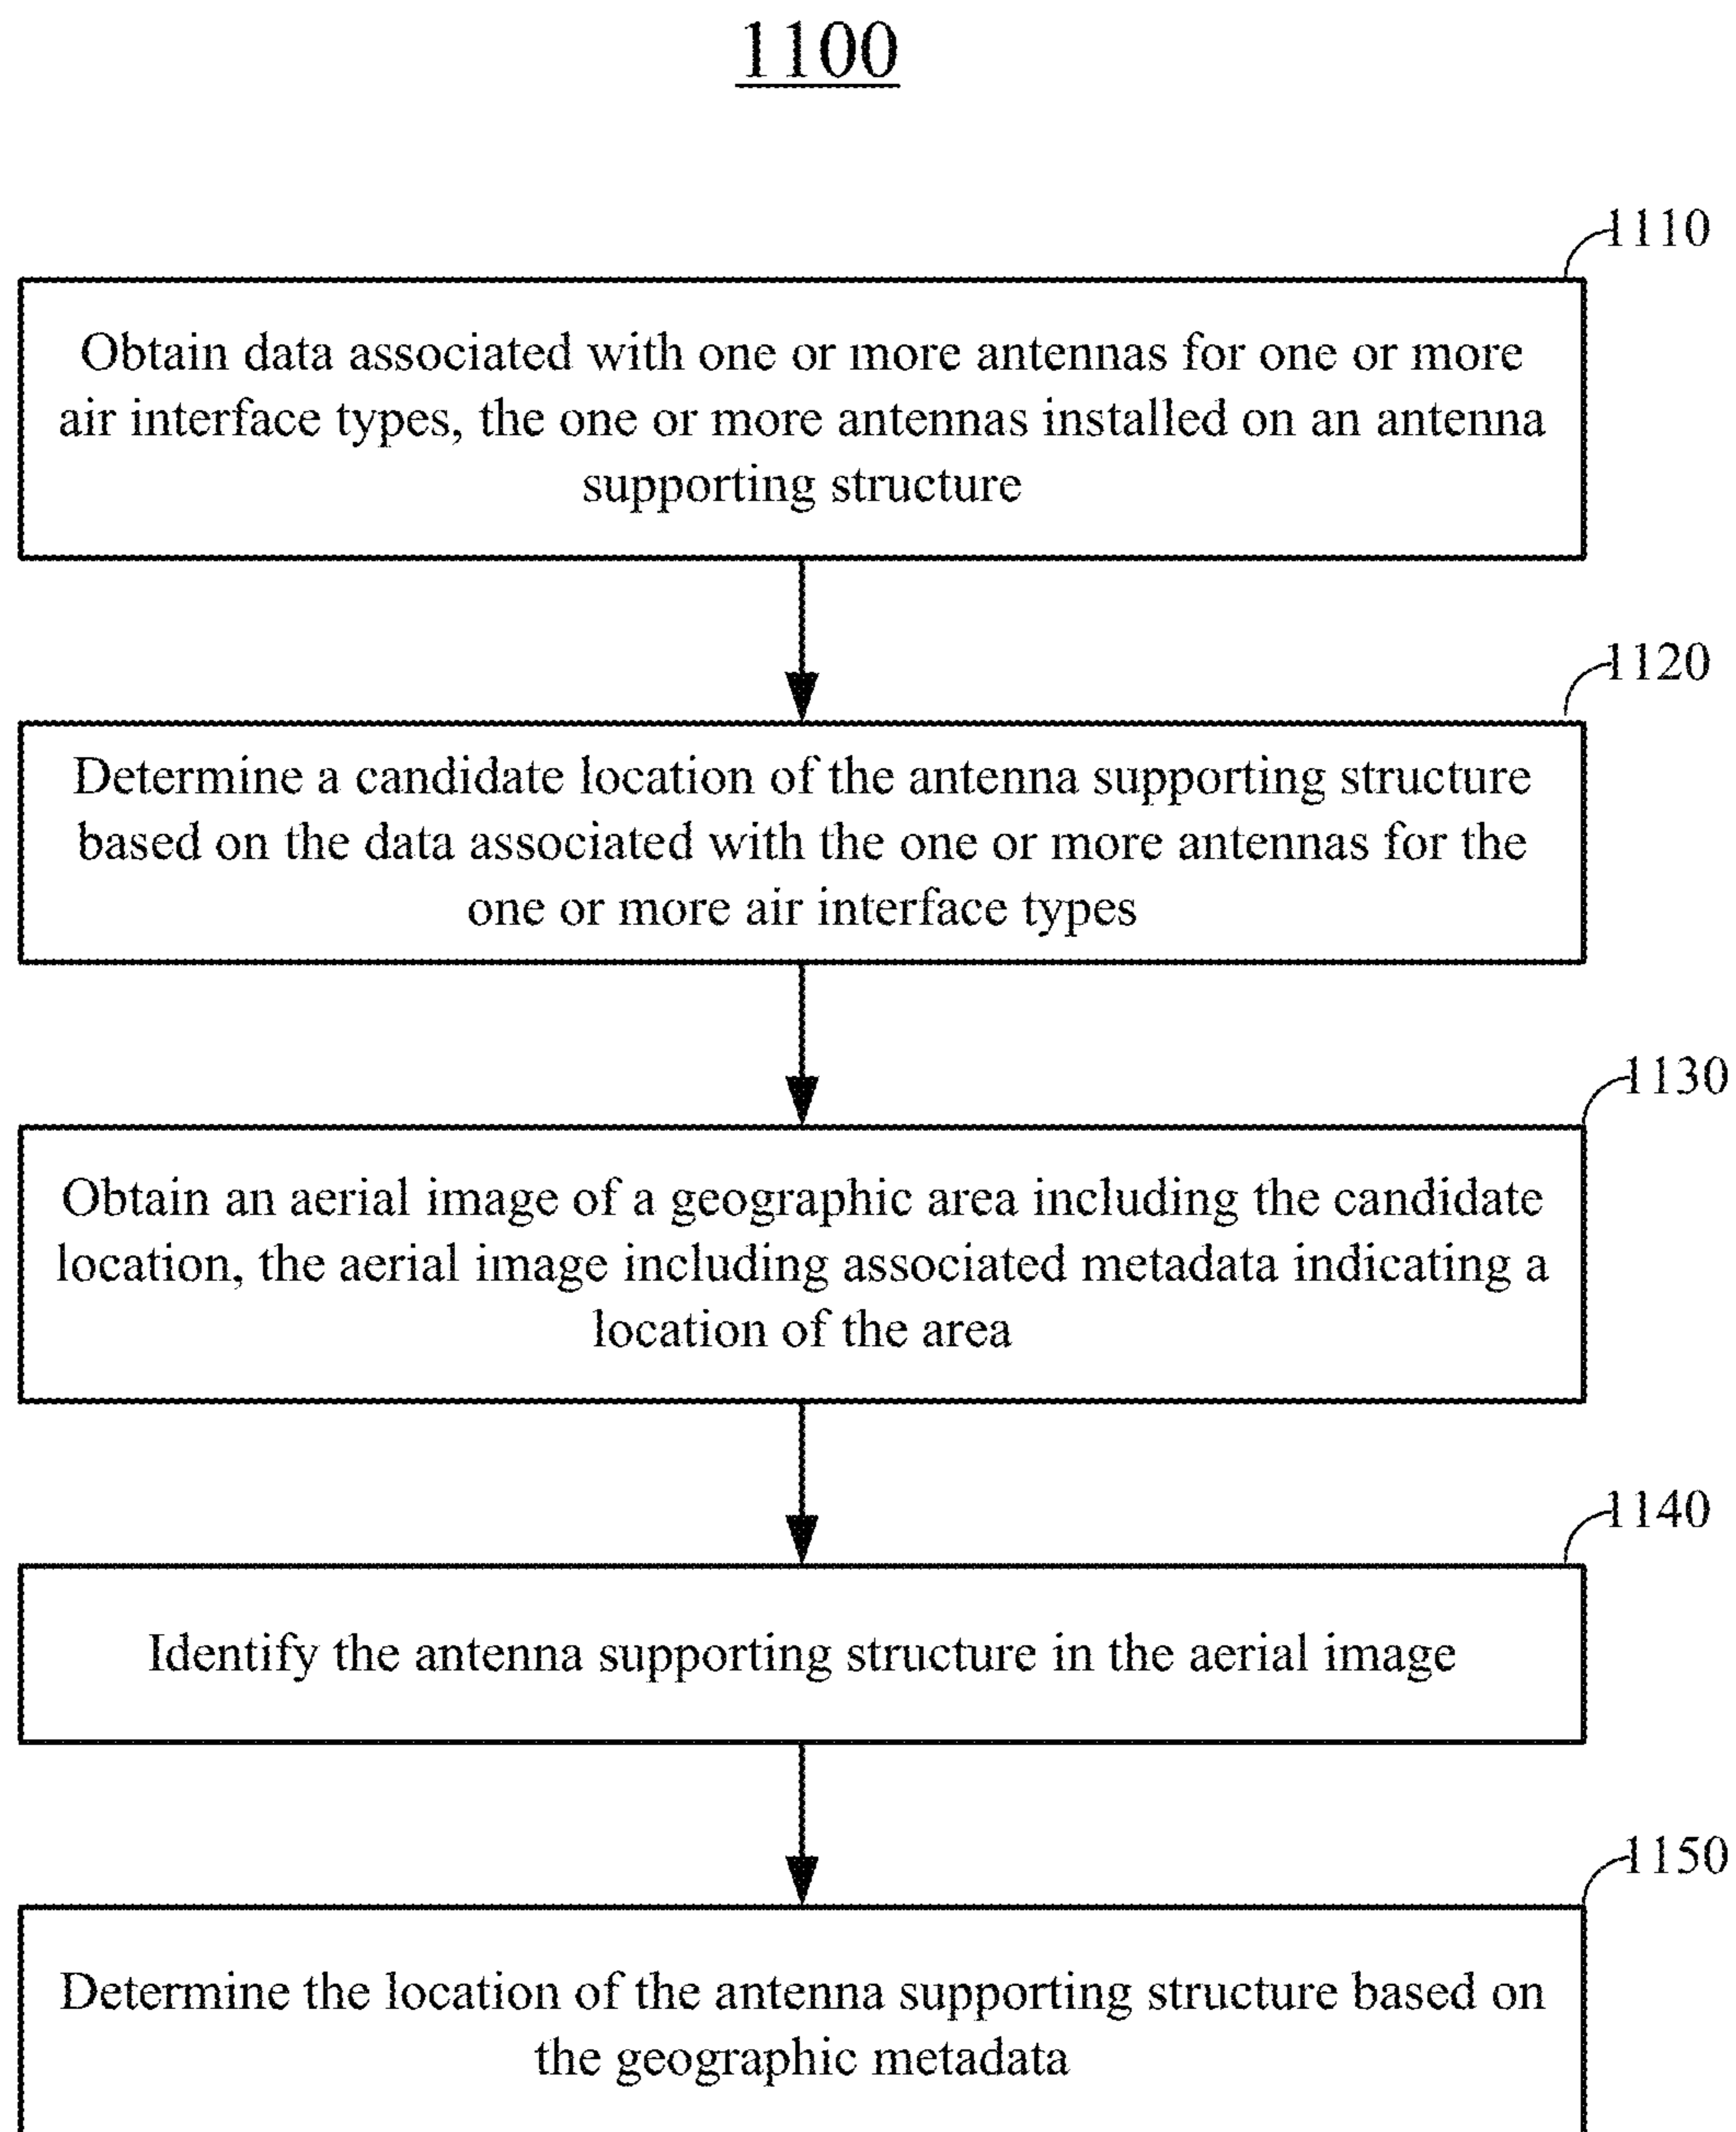 1100
1110
Obtain data associated with one or more antennas for one or more
air interface types, the one or more antennas installed on an antenna
supporting structure
1120
Determine a candidate location of the antenna supporting structure
based on the data associated with the one or more antennas for the
one or more air interface types
1130
Obtain an aerial image of a geographic area including the candidate
location, the aerial image including associated metadata indicating a
location of the area
1140
Identify the antenna supporting structure in the aerial image
1150
Determine the location of the antenna supporting structure based on
the geographic metadata